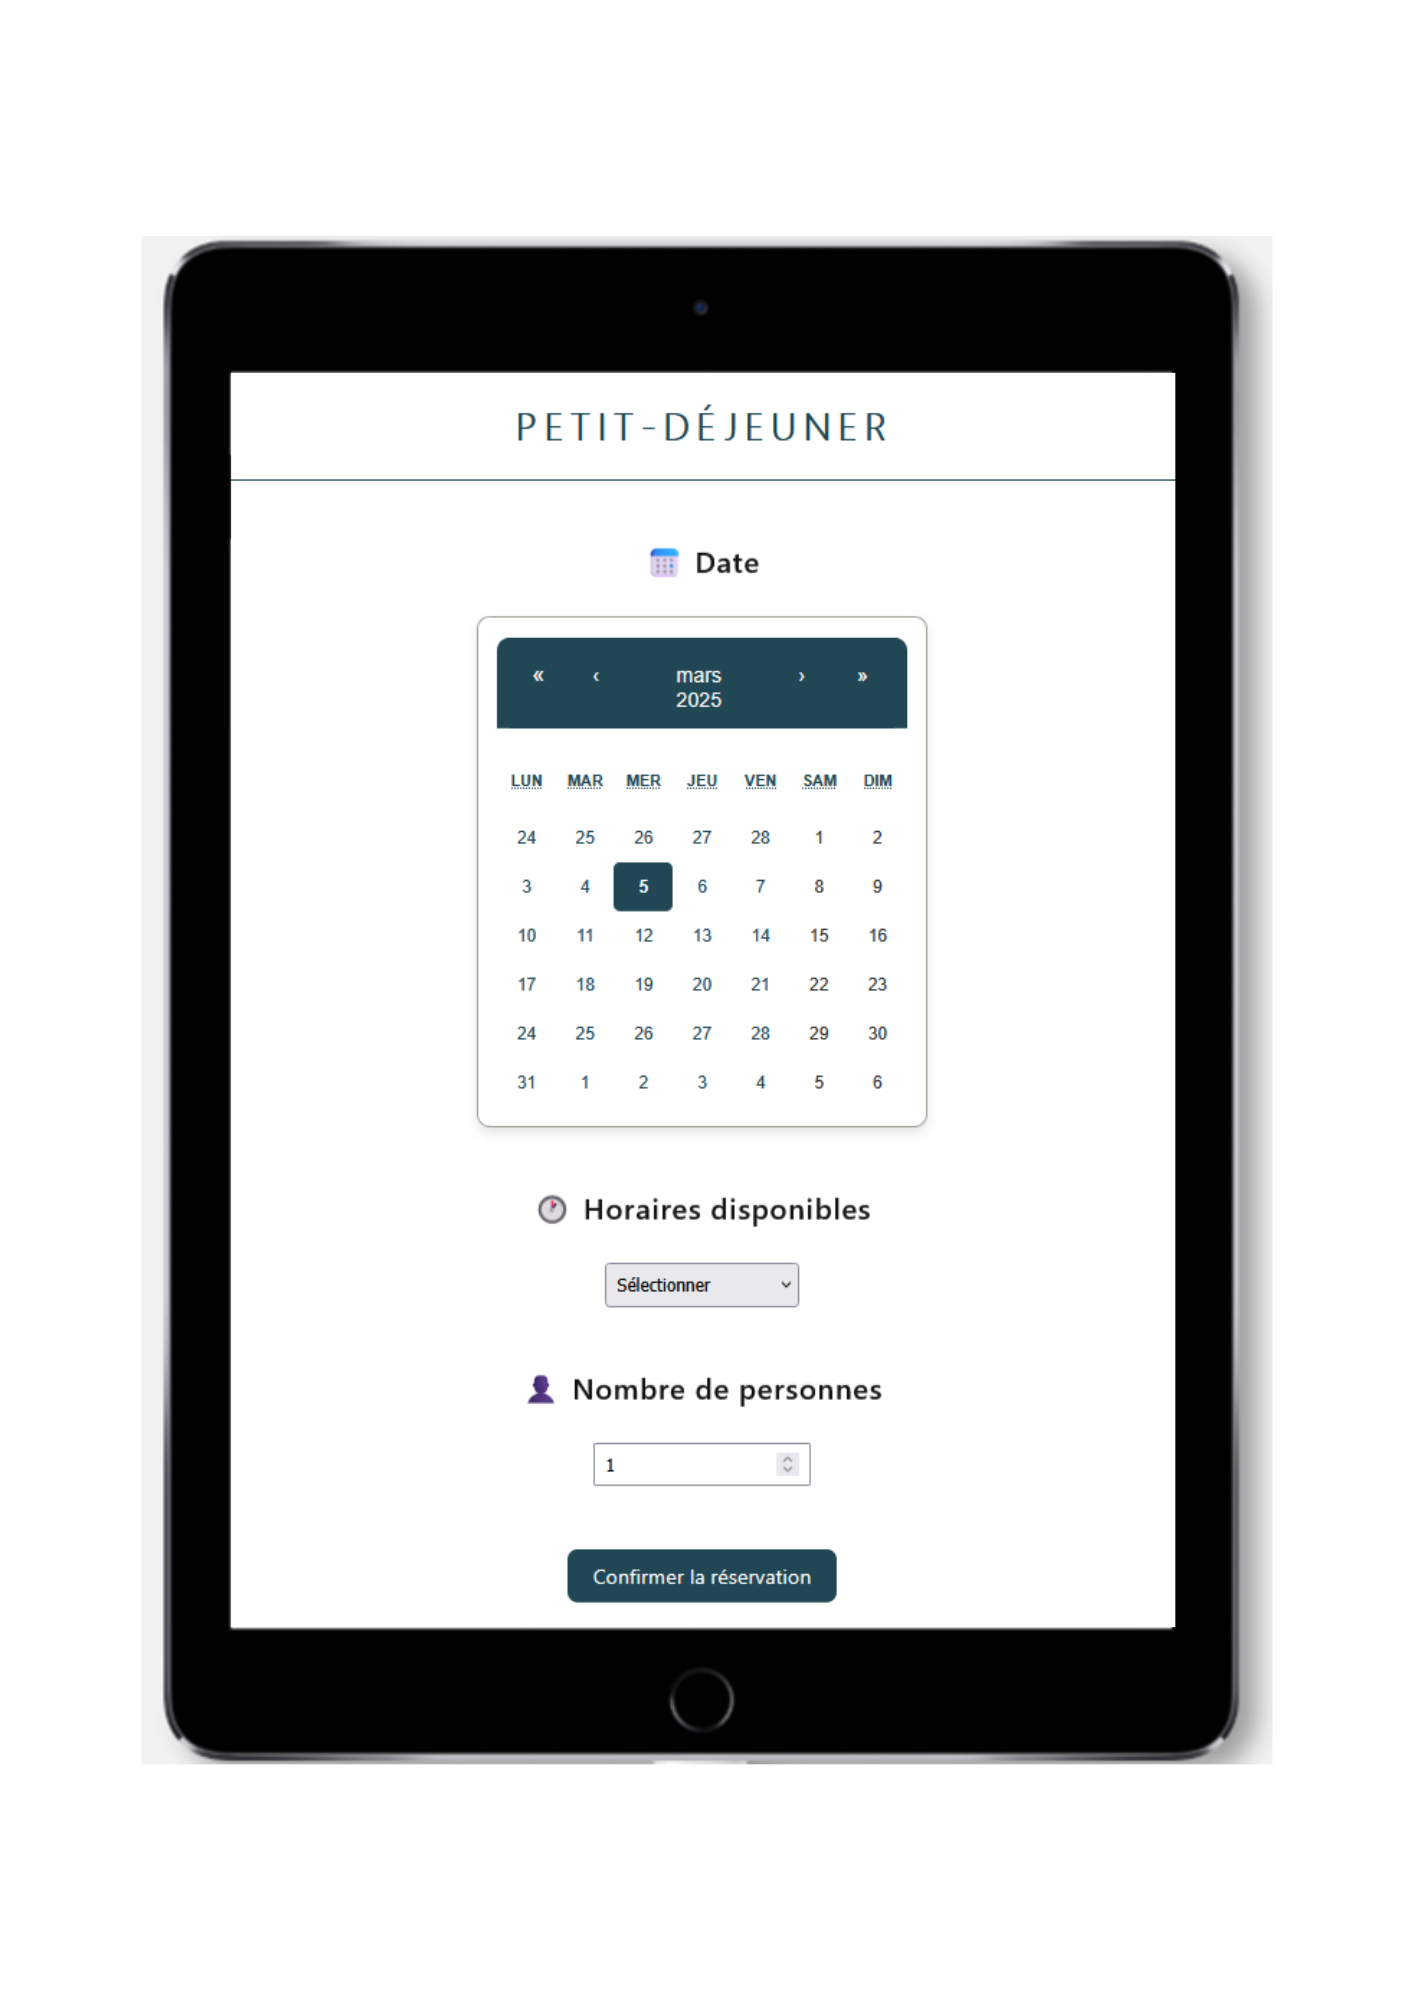 PETIT-DÉJEUNER
Date
« ‹ mars › »
2025
LUN MAR MER JEU VEN SAM DIM
24 25 26 27 28 1 2
3 4 5 6 7 8 9
10 11 12 13 14 15 16
17 18 19 20 21 22 23
24 25 26 27 28 29 30
31 1 2 3 4 5 6
Horaires disponibles
Sélectionner
Nombre de personnes
1
Confirmer la réservation